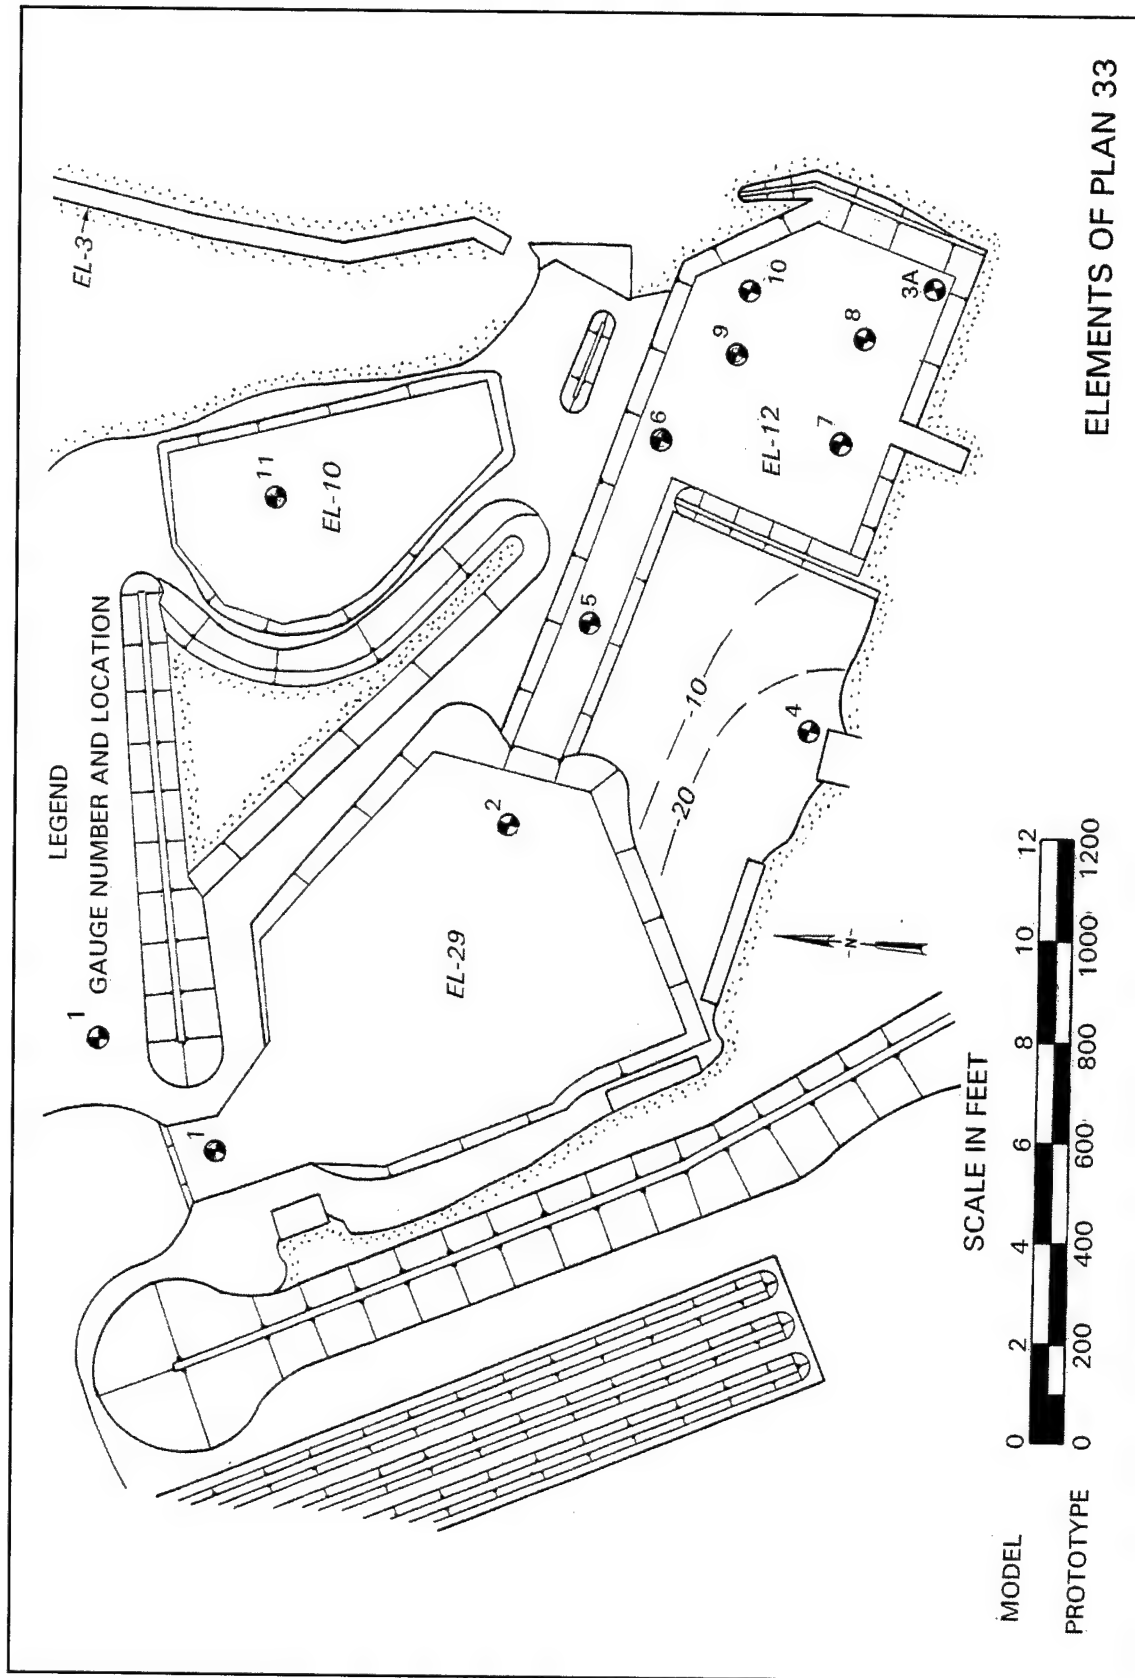 LEGEND
1
GAUGE NUMBER AND LOCATION
EL-3
11
EL-10
1
2
EL-29
5
6
9
10
EL-12
8
3A
7
-10
-20
4
-N-
SCALE IN FEET
MODEL 0 2 4 6 8 10 12
PROTOTYPE 0 200 400 600 800 1000 1200
ELEMENTS OF PLAN 33